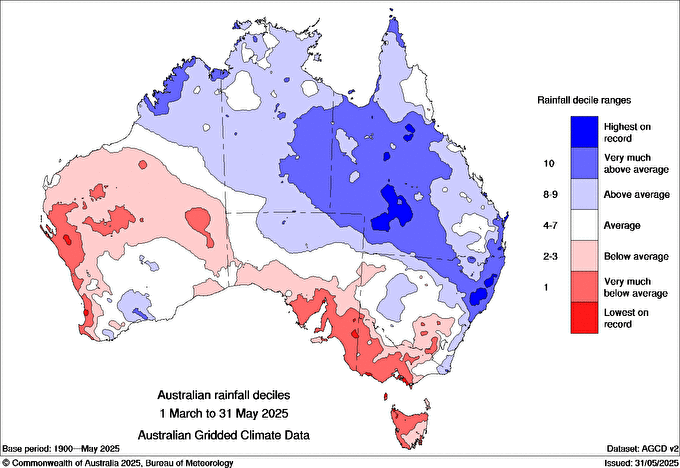 Rainfall decile ranges
Highest on
record
10
Very much
above average
8-9
Above average
4-7
Average
2-3
Below average
1
Very much
below average
Lowest on
record
Australian rainfall deciles
1 March to 31 May 2025
Australian Gridded Climate Data
Base period: 1900—May 2025
Dataset: AGCD v2
© Commonwealth of Australia 2025, Bureau of Meteorology
Issued: 31/05/2025